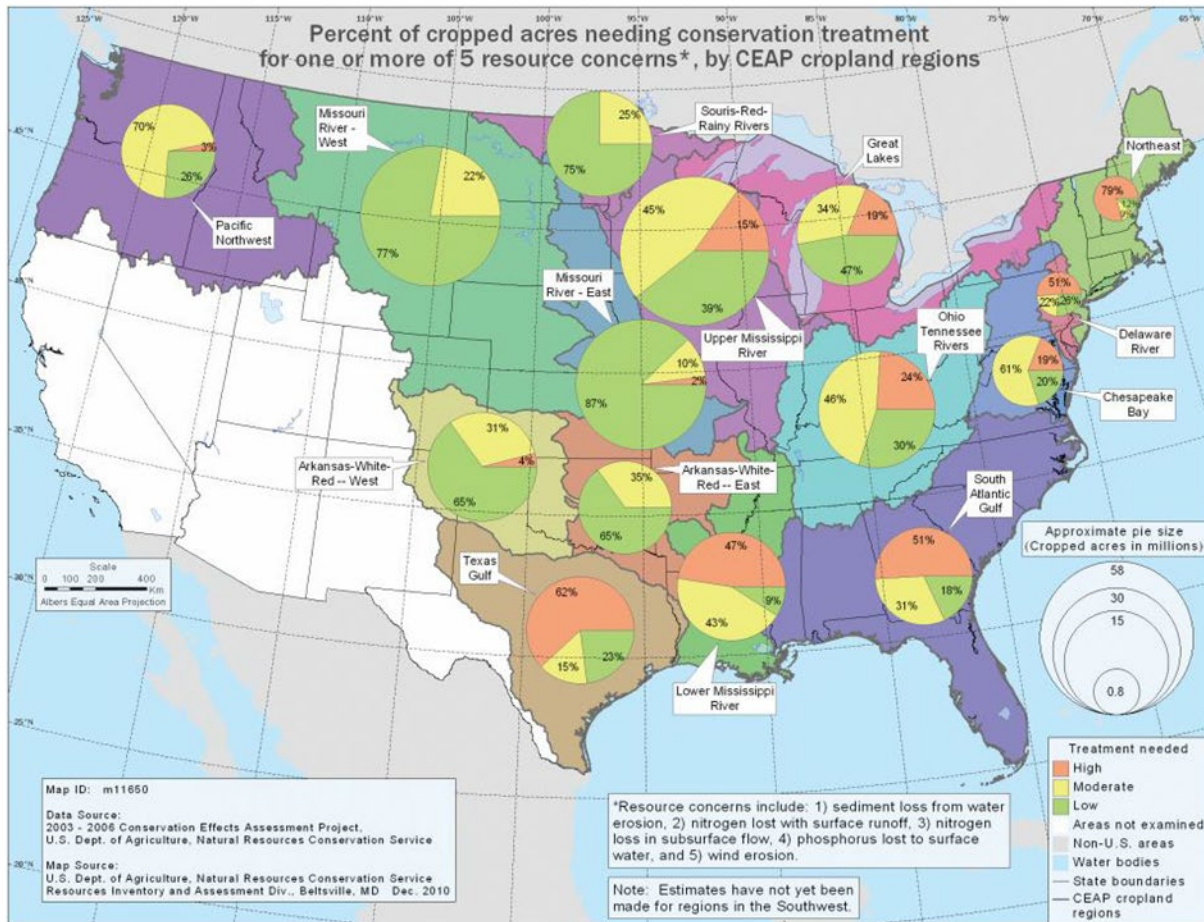 125°W
120°W
115°W
110°W
105°W
100°W
95°W
90°W
85°W
80°W
75°W
70°W
65°W
Percent of cropped acres needing conservation treatment
for one or more of 5 resource concerns*, by CEAP cropland regions
45°N
40°N
35°N
30°N
25°N
20°N
70%
3%
26%
Pacific
Northwest
Missouri
River -
West
22%
77%
25%
75%
Souris-Red-
Rainy Rivers
45%
15%
39%
Upper Mississippi
River
Great
Lakes
34%
19%
47%
Northeast
79%
12%
9%
51%
22%
26%
Delaware
River
61%
19%
20%
Chesapeake
Bay
Missouri
River - East
10%
2%
87%
Ohio
Tennessee
Rivers
46%
24%
30%
31%
4%
65%
Arkansas-White-
Red -- West
35%
65%
Arkansas-White-
Red -- East
South
Atlantic
Gulf
51%
18%
31%
47%
9%
43%
Lower Mississippi
River
Texas
Gulf
62%
15%
23%
Scale
0 100 200 400
Km
Albers Equal Area Projection
Approximate pie size
(Cropped acres in millions)
58
30
15
0.8
Treatment needed
High
Moderate
Low
Areas not examined
Non-U.S. areas
Water bodies
State boundaries
CEAP cropland
regions
Map ID: m11650
Data Source:
2003 - 2006 Conservation Effects Assessment Project,
U.S. Dept. of Agriculture, Natural Resources Conservation Service
Map Source:
U.S. Dept. of Agriculture, Natural Resources Conservation Service
Resources Inventory and Assessment Div., Beltsville, MD Dec. 2010
*Resource concerns include: 1) sediment loss from water
erosion, 2) nitrogen lost with surface runoff, 3) nitrogen
loss in subsurface flow, 4) phosphorus lost to surface
water, and 5) wind erosion.
Note: Estimates have not yet been
made for regions in the Southwest.